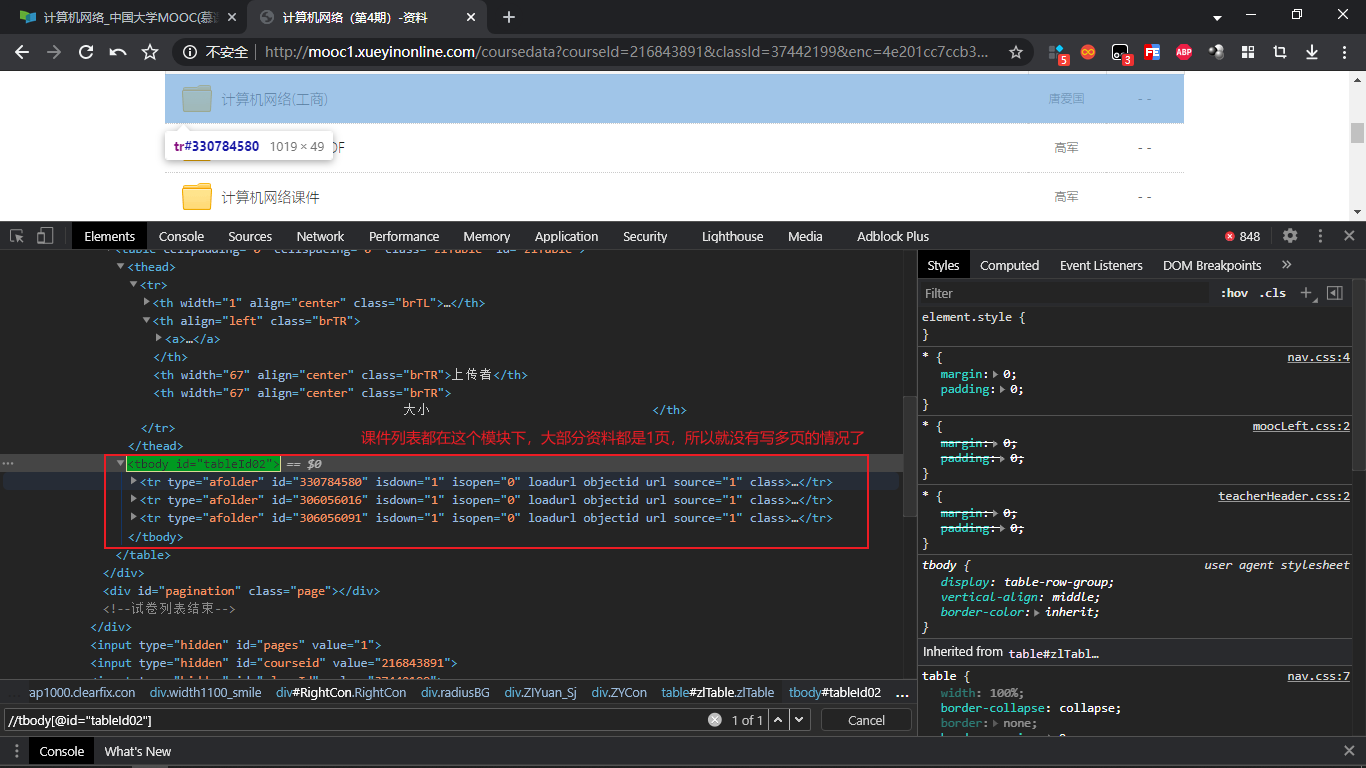 计算机网络_中国大学MOOC(慕
计算机网络（第4期）-资料
不安全 http://mooc1.xueyinonline.com/coursedata?courseId=216843891&classId=37442199&enc=4e201cc7ccb3...
5
3
FE
ABP
计算机网络(工商) 唐爱国 - -
tr#330784580 1019 × 49
DF 高军 - -
计算机网络课件 高军 - -
Elements Console Sources Network Performance Memory Application Security Lighthouse Media Adblock Plus 848
<thead>
<tr>
<th width="1" align="center" class="brTL">…</th>
<th align="left" class="brTR">
<a>…</a>
</th>
<th width="67" align="center" class="brTR">上传者</th>
<th width="67" align="center" class="brTR">
大小 </th>
</tr>
课件列表都在这个模块下，大部分资料都是1页，所以就没有写多页的情况了
</thead>
<tbody id="tableId02"> == $0
<tr type="afolder" id="330784580" isdown="1" isopen="0" loadurl objectid url source="1" class>…</tr>
<tr type="afolder" id="306056016" isdown="1" isopen="0" loadurl objectid url source="1" class>…</tr>
<tr type="afolder" id="306056091" isdown="1" isopen="0" loadurl objectid url source="1" class>…</tr>
</tbody>
</table>
</div>
<div id="pagination" class="page"></div>
<!--试卷列表结束-->
</div>
<input type="hidden" id="pages" value="1">
<input type="hidden" id="courseid" value="216843891">
ap1000.clearfix.con div.width1100_smile div#RightCon.RightCon div.radiusBG div.ZIYuan_Sj div.ZYCon table#zlTable.zlTable tbody#tableId02 ...
//tbody[@id="tableId02"] 1 of 1 Cancel
Console What's New
Styles Computed Event Listeners DOM Breakpoints »
Filter :hov .cls
element.style {
}
* { nav.css:4
margin: 0;
padding: 0;
}
* { moocLeft.css:2
margin: 0;
padding: 0;
}
* { teacherHeader.css:2
margin: 0;
padding: 0;
}
tbody { user agent stylesheet
display: table-row-group;
vertical-align: middle;
border-color: inherit;
}
Inherited from table#zlTabl…
table { nav.css:7
width: 100%;
border-collapse: collapse;
border: none;